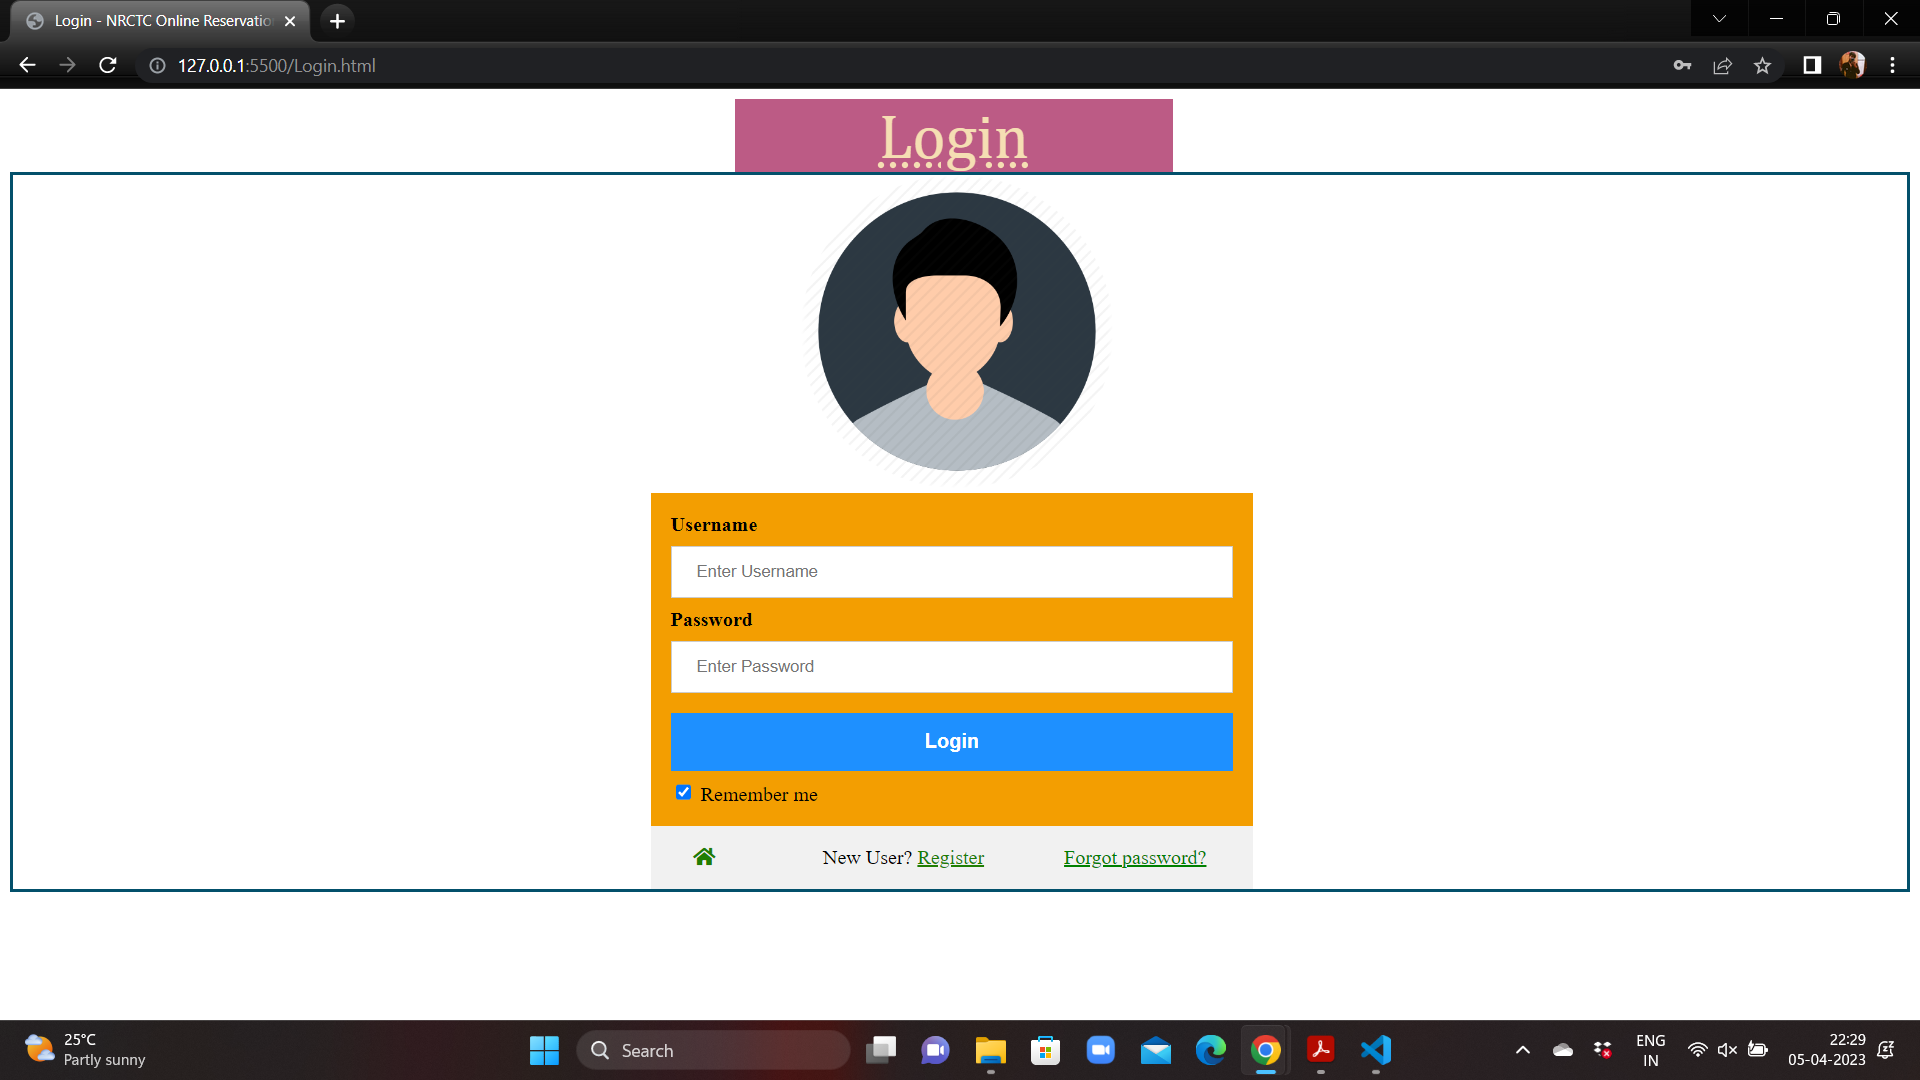 Login - NRCTC Online Reservatio
127.0.0.1:5500/Login.html
Login
Username
Enter Username
Password
Enter Password
Login
Remember me
New User? Register
Forgot password?
25°C
Partly sunny
Search
ENG
IN
22:29
05-04-2023